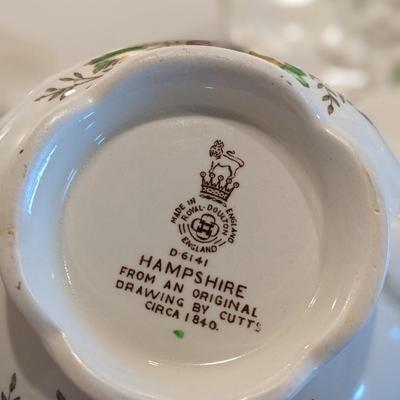 MADE IN ENGLAND
ROYAL-DOULTON
ENGLAND
D·6141
HAMPSHIRE
FROM AN ORIGINAL
DRAWING BY CUTTS
CIRCA 1840.